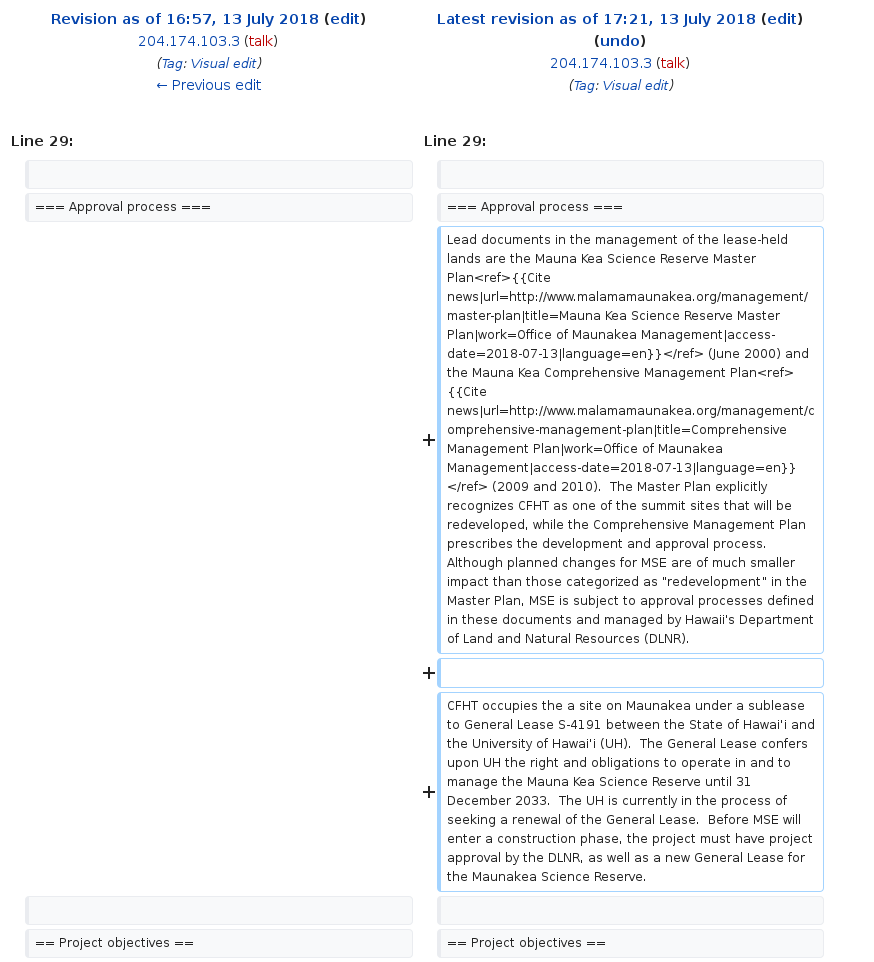 Revision as of 16:57, 13 July 2018 (edit)
204.174.103.3 (talk)
(Tag: Visual edit)
← Previous edit
Latest revision as of 17:21, 13 July 2018 (edit)
(undo)
204.174.103.3 (talk)
(Tag: Visual edit)
Line 29:
Line 29:
=== Approval process ===
=== Approval process ===
+
Lead documents in the management of the lease-held
lands are the Mauna Kea Science Reserve Master
Plan<ref>{{Cite
news|url=http://www.malamamaunakea.org/management/
master-plan|title=Mauna Kea Science Reserve Master
Plan|work=Office of Maunakea Management|access-
date=2018-07-13|language=en}}</ref> (June 2000) and
the Mauna Kea Comprehensive Management Plan<ref>
{{Cite
news|url=http://www.malamamaunakea.org/management/c
omprehensive-management-plan|title=Comprehensive
Management Plan|work=Office of Maunakea
Management|access-date=2018-07-13|language=en}}
</ref> (2009 and 2010).  The Master Plan explicitly
recognizes CFHT as one of the summit sites that will be
redeveloped, while the Comprehensive Management Plan
prescribes the development and approval process.
Although planned changes for MSE are of much smaller
impact than those categorized as "redevelopment" in the
Master Plan, MSE is subject to approval processes defined
in these documents and managed by Hawaii's Department
of Land and Natural Resources (DLNR).
+
+
CFHT occupies the a site on Maunakea under a sublease
to General Lease S-4191 between the State of Hawai'i and
the University of Hawai'i (UH).  The General Lease confers
upon UH the right and obligations to operate in and to
manage the Mauna Kea Science Reserve until 31
December 2033.  The UH is currently in the process of
seeking a renewal of the General Lease.  Before MSE will
enter a construction phase, the project must have project
approval by the DLNR, as well as a new General Lease for
the Maunakea Science Reserve.
== Project objectives ==
== Project objectives ==